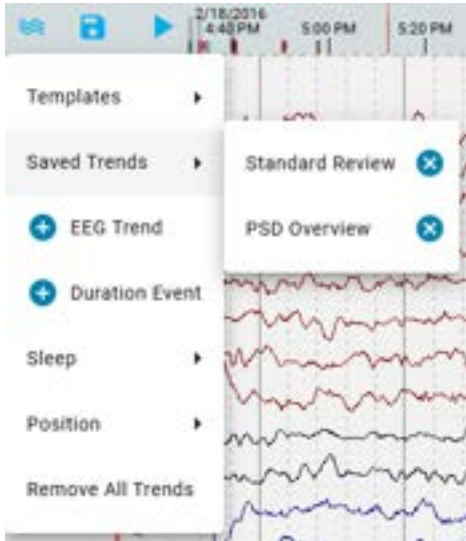 2/18/2016
4:40 PM 5:00 PM 5:20 PM
Templates
Saved Trends
Standard Review
EEG Trend
PSD Overview
Duration Event
Sleep
Position
Remove All Trends